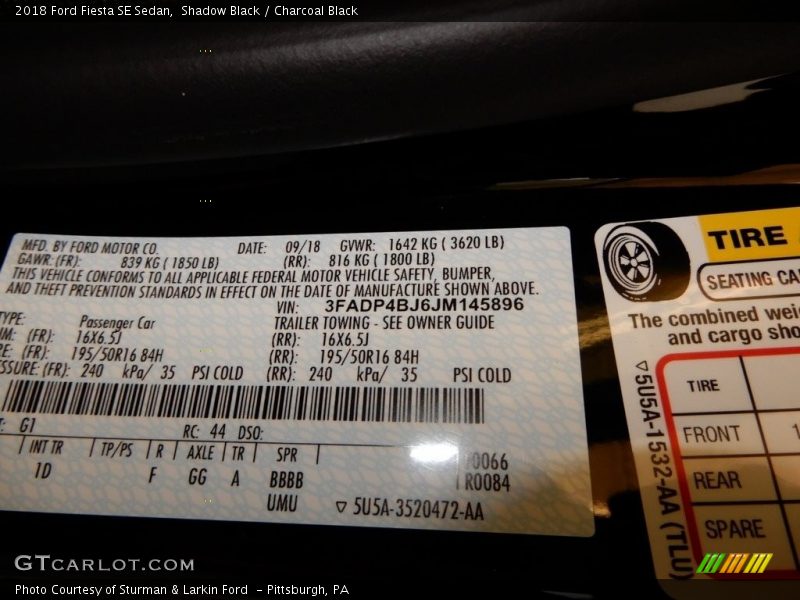 2018 Ford Fiesta SE Sedan,  Shadow Black / Charcoal Black
MFD. BY FORD MOTOR CO. DATE: 09/18 GVWR: 1642 KG ( 3620 LB)
GAWR:(FR): 839 KG ( 1850 LB) (RR): 816 KG ( 1800 LB)
THIS VEHICLE CONFORMS TO ALL APPLICABLE FEDERAL MOTOR VEHICLE SAFETY, BUMPER,
AND THEFT PREVENTION STANDARDS IN EFFECT ON THE DATE OF MANUFACTURE SHOWN ABOVE.
VIN: 3FADP4BJ6JM145896
TYPE: Passenger Car TRAILER TOWING - SEE OWNER GUIDE
(FR): 16X6.5J (RR): 16X6.5J
(FR): 195/50R16 84H (RR): 195/50R16 84H
(FR): 240 kPa/ 35 PSI COLD (RR): 240 kPa/ 35 PSI COLD
G1 RC: 44 DSO:
INT TR TP/PS R AXLE TR SPR
1D F GG A BBBB R0084
UMU ▽ 5U5A-3520472-AA
TIRE
SEATING
The combined
and cargo
▽5U5A-1532-AA (TLU)
TIRE
FRONT
REAR
SPARE
GTCARLOT.COM
Photo Courtesy of Sturman & Larkin Ford  - Pittsburgh, PA